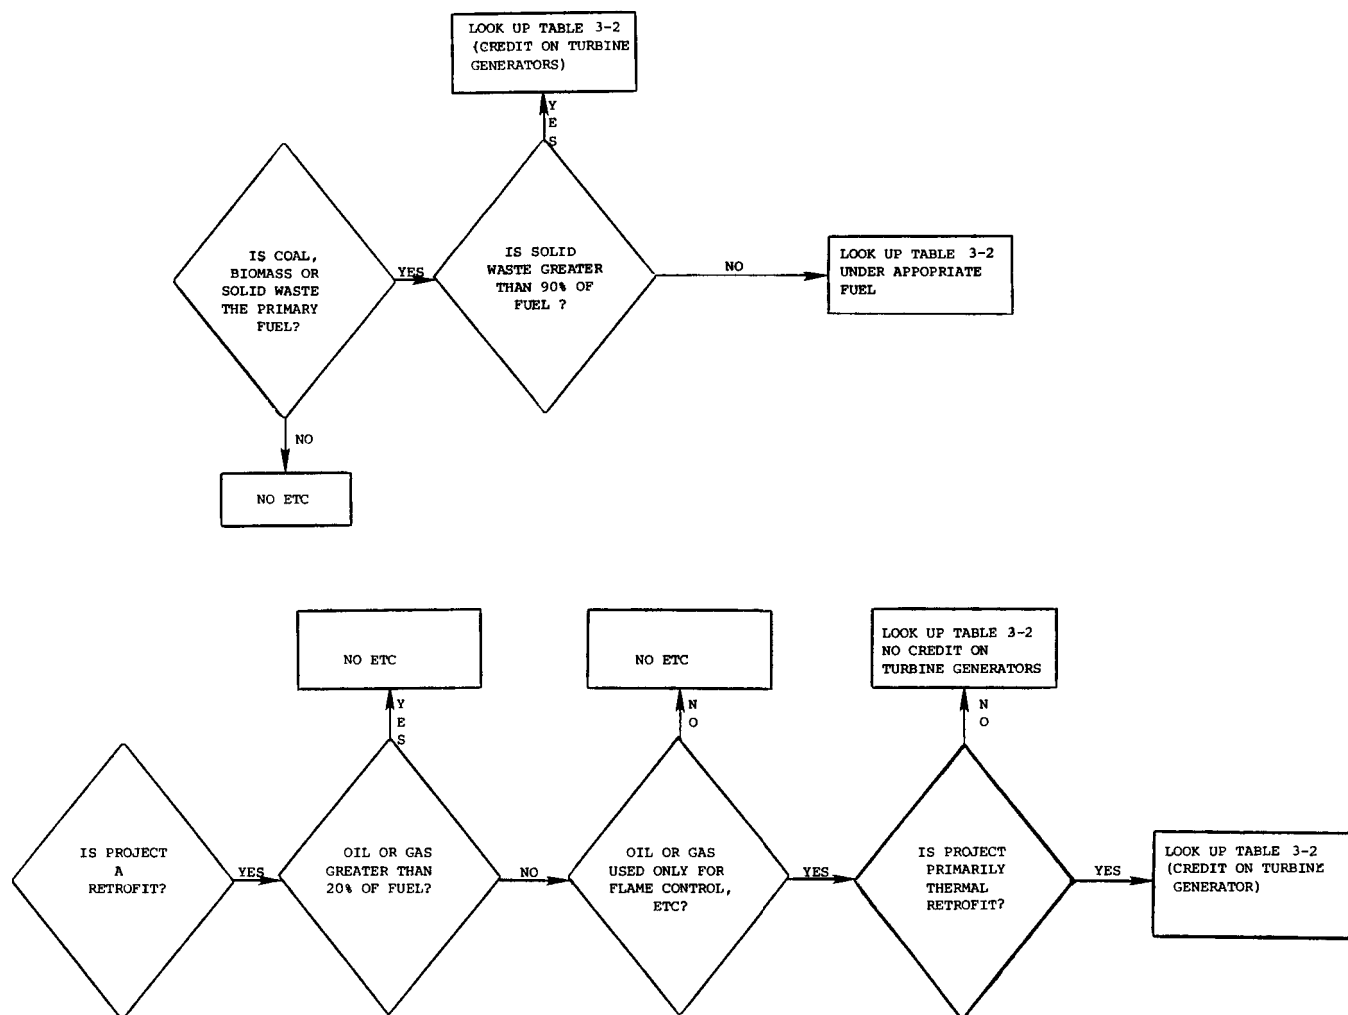 LOOK UP TABLE 3-2
(CREDIT ON TURBINE
GENERATORS)
YES
IS COAL,
BIOMASS OR
SOLID WASTE
THE PRIMARY
FUEL?
YES
IS SOLID
WASTE GREATER
THAN 90% OF
FUEL ?
NO
LOOK UP TABLE 3-2
UNDER APPOPRIATE
FUEL
NO
NO ETC
NO ETC
NO ETC
LOOK UP TABLE 3-2
NO CREDIT ON
TURBINE GENERATORS
YES
NO
NO
IS PROJECT
A
RETROFIT?
YES
OIL OR GAS
GREATER THAN
20% OF FUEL?
NO
OIL OR GAS
USED ONLY FOR
FLAME CONTROL,
ETC?
YES
IS PROJECT
PRIMARILY
THERMAL
RETROFIT?
YES
LOOK UP TABLE 3-2
(CREDIT ON TURBINE
GENERATOR)